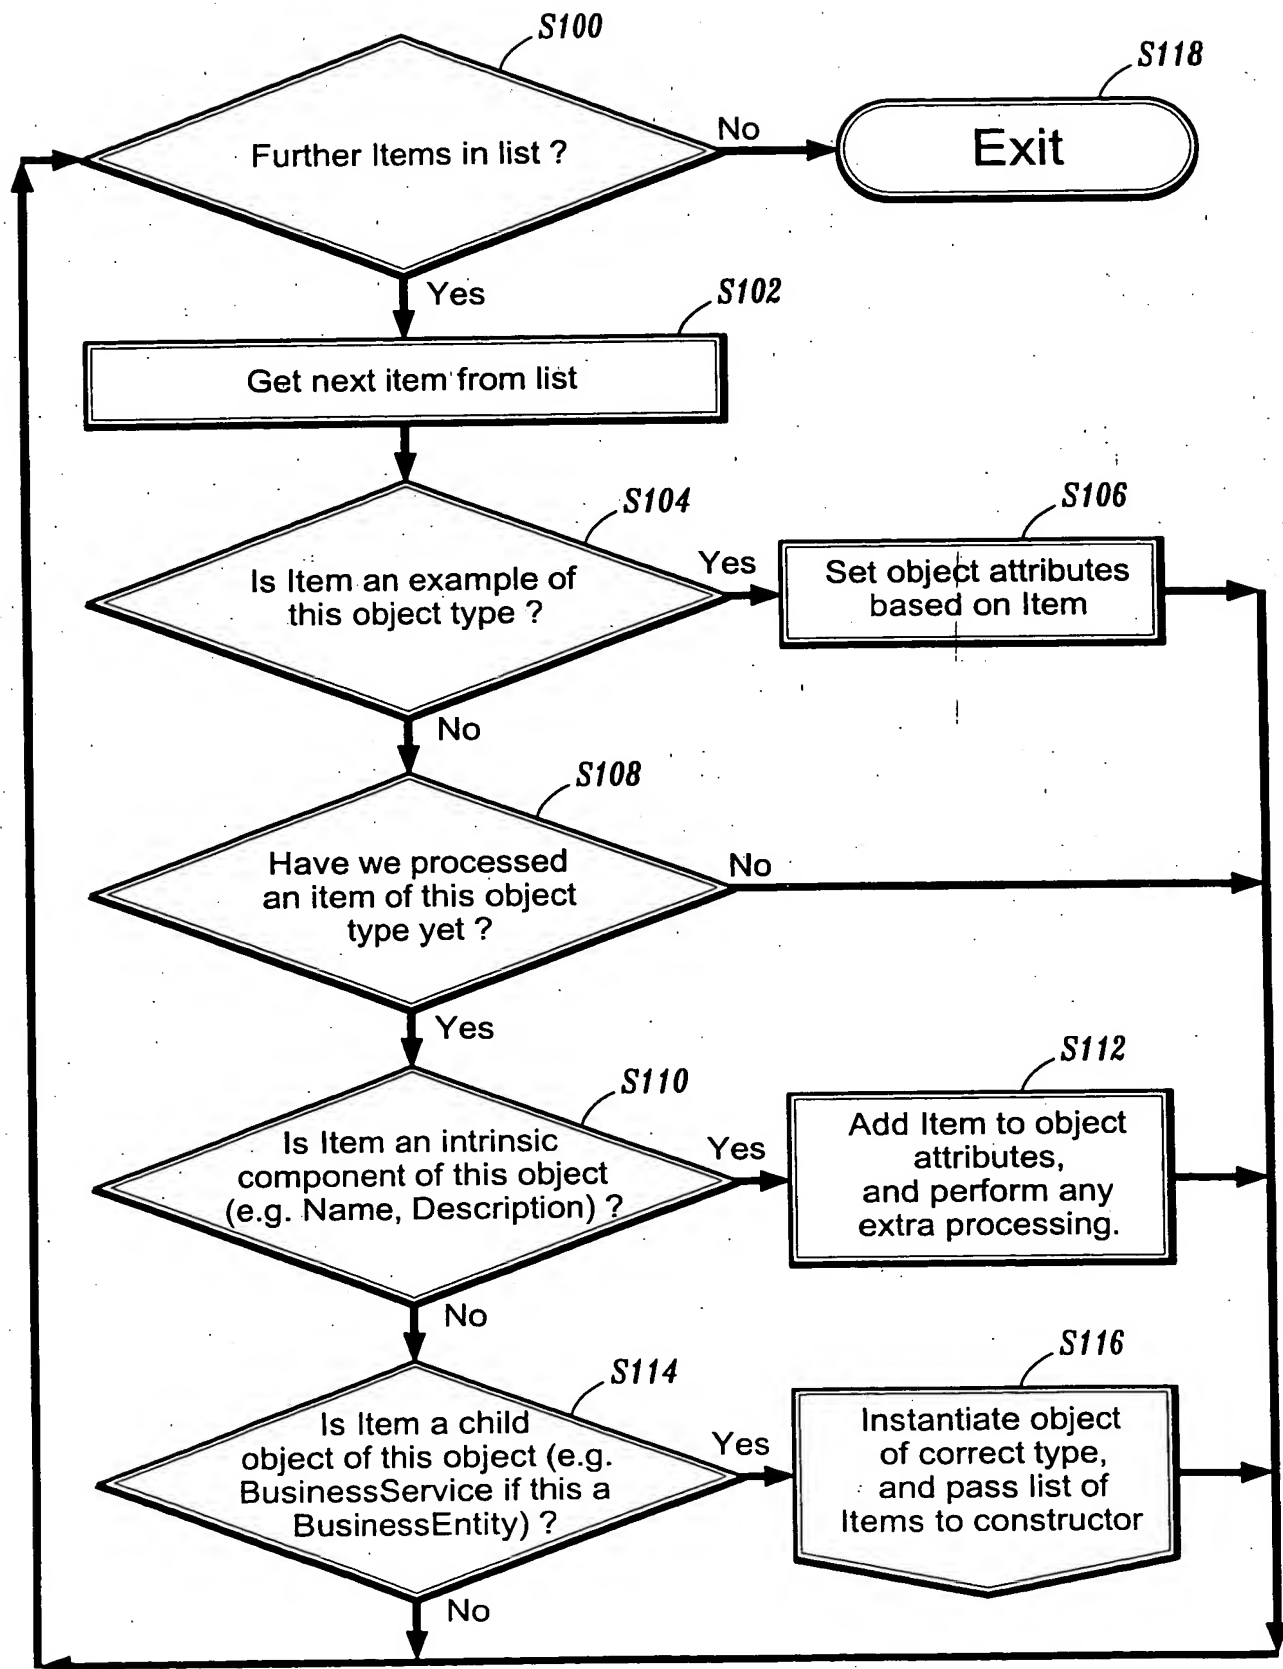 S100
S118
Further Items in list ?
No
Exit
Yes
S102
Get next item from list
S104
S106
Is Item an example of
this object type ?
Yes
Set object attributes
based on Item
No
S108
Have we processed
an item of this object
type yet ?
No
Yes
S110
S112
Is Item an intrinsic
component of this object
(e.g. Name, Description) ?
Yes
Add Item to object
attributes,
and perform any
extra processing.
No
S114
S116
Is Item a child
object of this object (e.g.
BusinessService if this a
BusinessEntity) ?
Yes
Instantiate object
of correct type,
and pass list of
Items to constructor
No